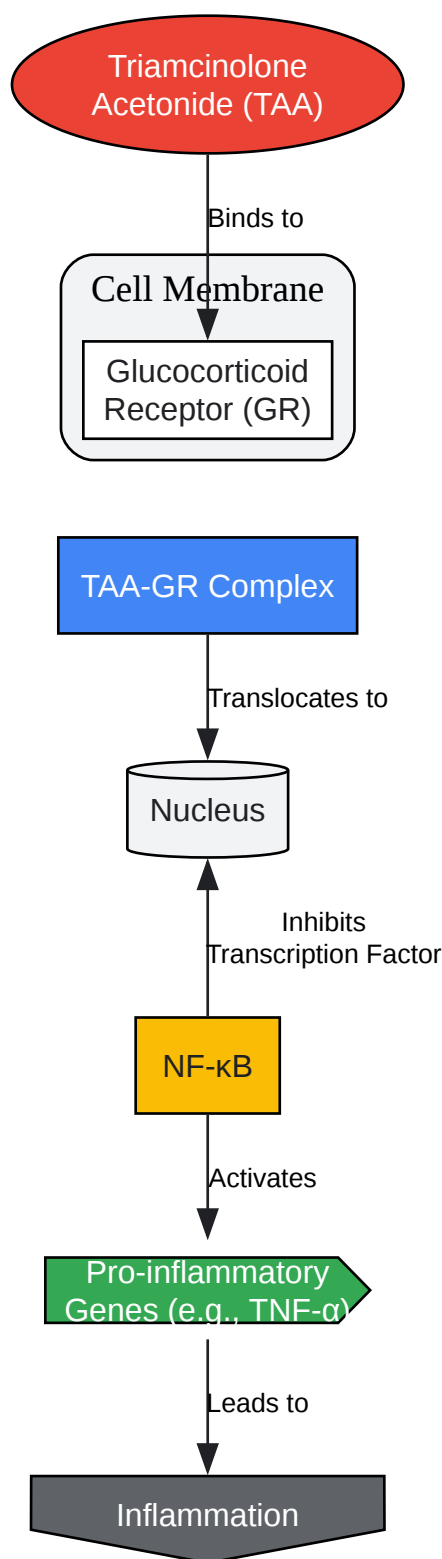 Triamcinolone
Acetonide (TAA)
Binds to
Cell Membrane
Glucocorticoid
Receptor (GR)
TAA-GR Complex
Translocates to
Nucleus
Inhibits
Transcription Factor
NF-κB
Activates
Pro-inflammatory
Genes (e.g., TNF-α)
Leads to
Inflammation